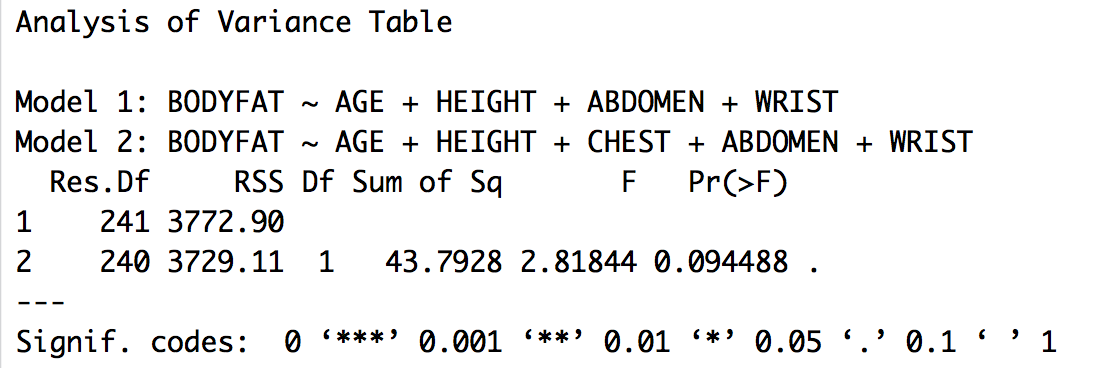 Analysis of Variance Table
Model 1: BODYFAT ~ AGE + HEIGHT + ABDOMEN + WRIST
Model 2: BODYFAT ~ AGE + HEIGHT + CHEST + ABDOMEN + WRIST
  Res.Df     RSS Df Sum of Sq       F   Pr(>F)
1    241 3772.90
2    240 3729.11  1   43.7928 2.81844 0.094488 .
---
Signif. codes:  0 ‘***’ 0.001 ‘**’ 0.01 ‘*’ 0.05 ‘.’ 0.1 ‘ ’ 1